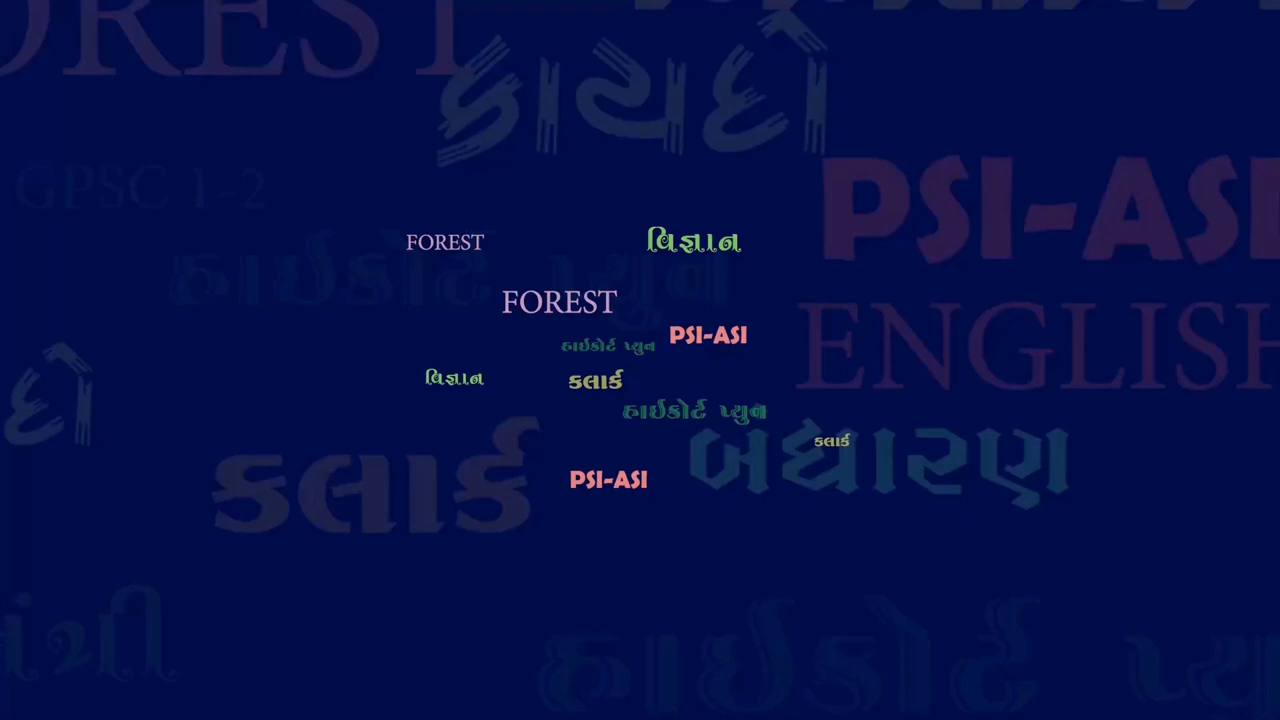 FOREST
કાયદો
GPSC 1-2
PSI-ASI
FOREST
વિજ્ઞાન
હાઈકોર્ટ પ્યુન
FOREST
ENGLISH
હાઈકોર્ટ પ્યુન
PSI-ASI
વિજ્ઞાન
કલાર્ક
હાઈકોર્ટ પ્યુન
કલાર્ક
બંધારણ
કલાર્ક
PSI-ASI
હાઈકોર્ટ